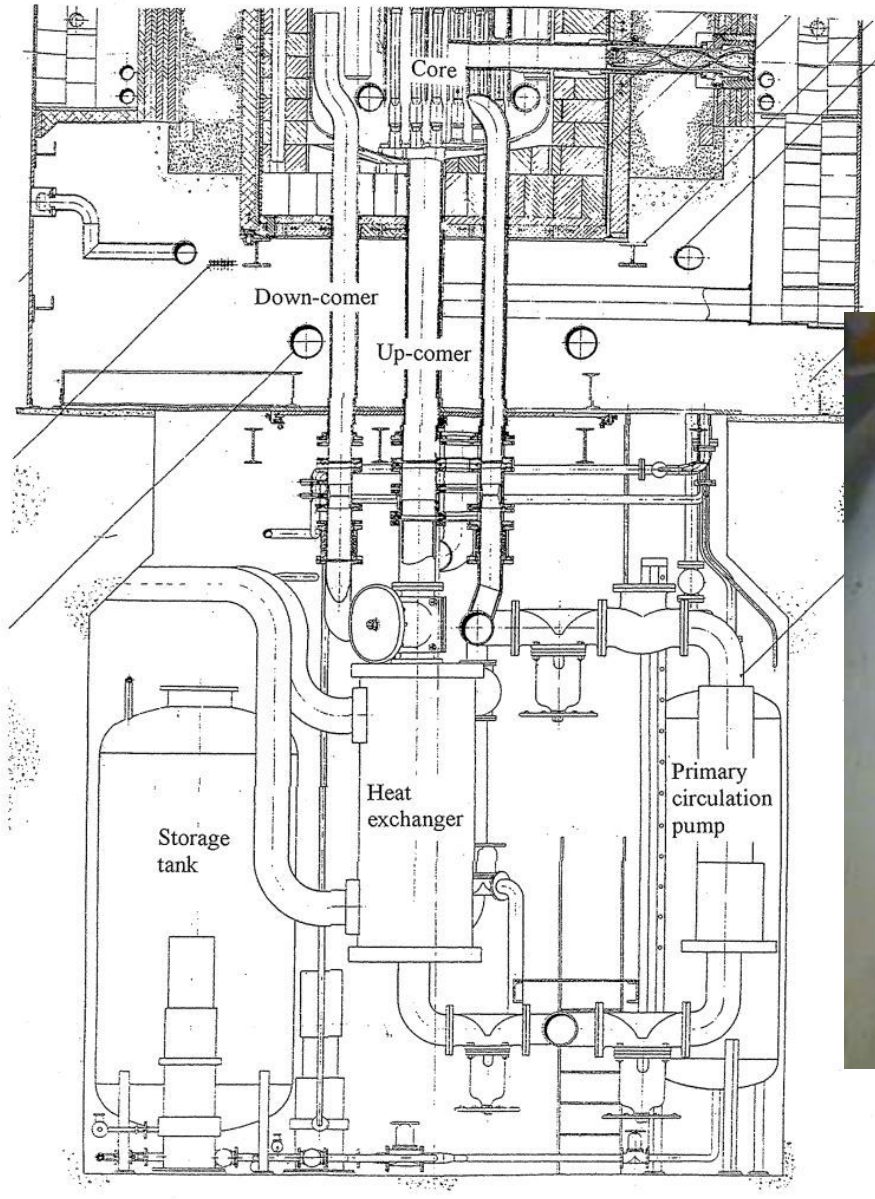 Core
Down-comer
Up-comer
Heat
exchanger
Primary
circulation
pump
Storage
tank